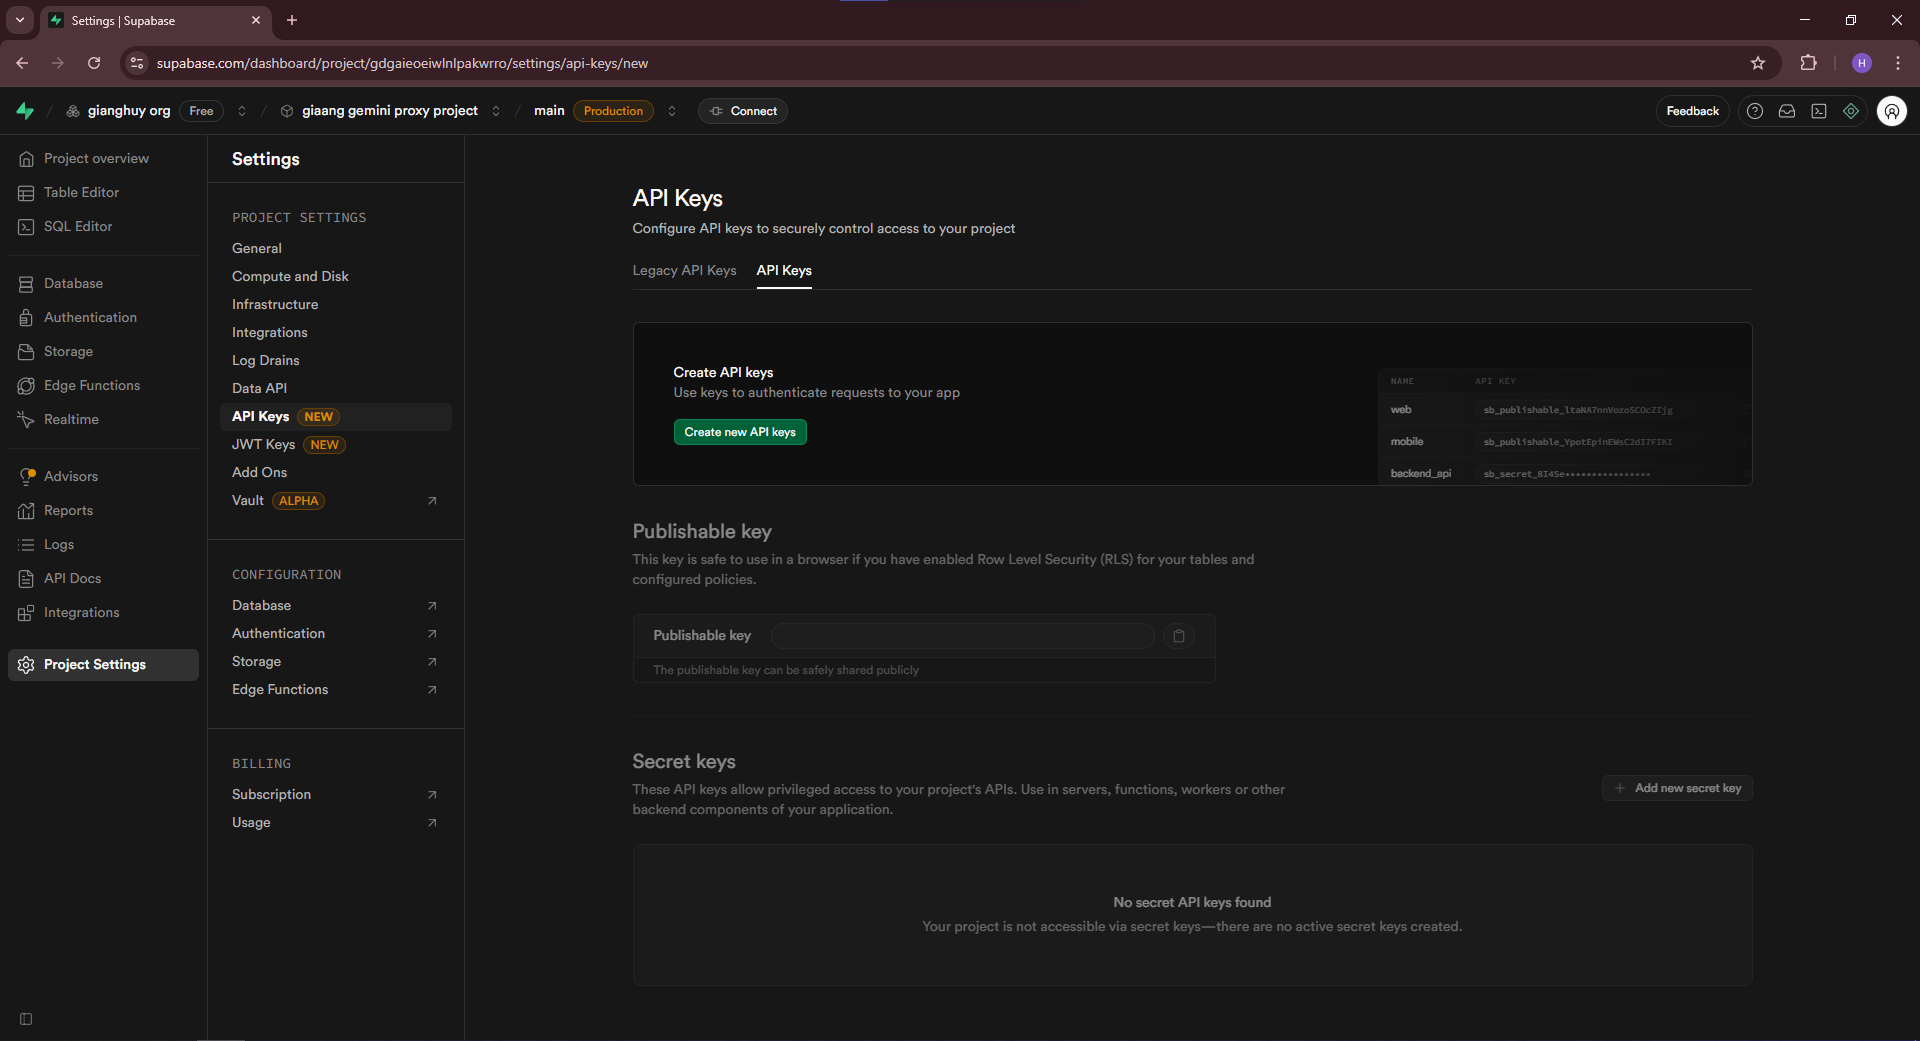 Settings | Supabase
supabase.com/dashboard/project/gdgaieoeiwlnlpakwrro/settings/api-keys/new
H
gianghuy org Free / giaang gemini proxy project / main Production Connect
Feedback
Project overview
Table Editor
SQL Editor
Database
Authentication
Storage
Edge Functions
Realtime
Advisors
Reports
Logs
API Docs
Integrations
Project Settings
Settings
PROJECT SETTINGS
General
Compute and Disk
Infrastructure
Integrations
Log Drains
Data API
API Keys NEW
JWT Keys NEW
Add Ons
Vault ALPHA
CONFIGURATION
Database
Authentication
Storage
Edge Functions
BILLING
Subscription
Usage
API Keys
Configure API keys to securely control access to your project
Legacy API Keys API Keys
Create API keys
Use keys to authenticate requests to your app
Create new API keys
NAME API KEY
web sb_publishable_ltaNA7nnVozoSCOcZIjg
mobile sb_publishable_YpotEpinEWsC2dI7FIKI
backend_api sb_secret_8I4Se••••••••••••••••
Publishable key
This key is safe to use in a browser if you have enabled Row Level Security (RLS) for your tables and
configured policies.
Publishable key
The publishable key can be safely shared publicly
Secret keys
These API keys allow privileged access to your project's APIs. Use in servers, functions, workers or other
backend components of your application.
Add new secret key
No secret API keys found
Your project is not accessible via secret keys—there are no active secret keys created.